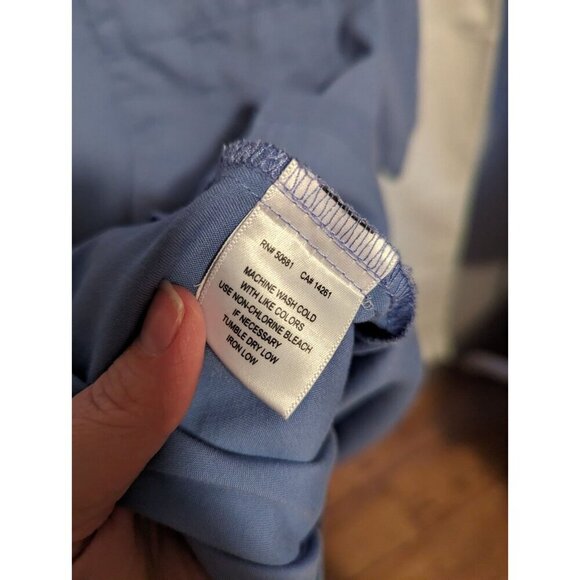 RN# 50681 CA# 14261
MACHINE WASH COLD
WITH LIKE COLORS
USE NON-CHLORINE BLEACH
IF NECESSARY
TUMBLE DRY LOW
IRON LOW